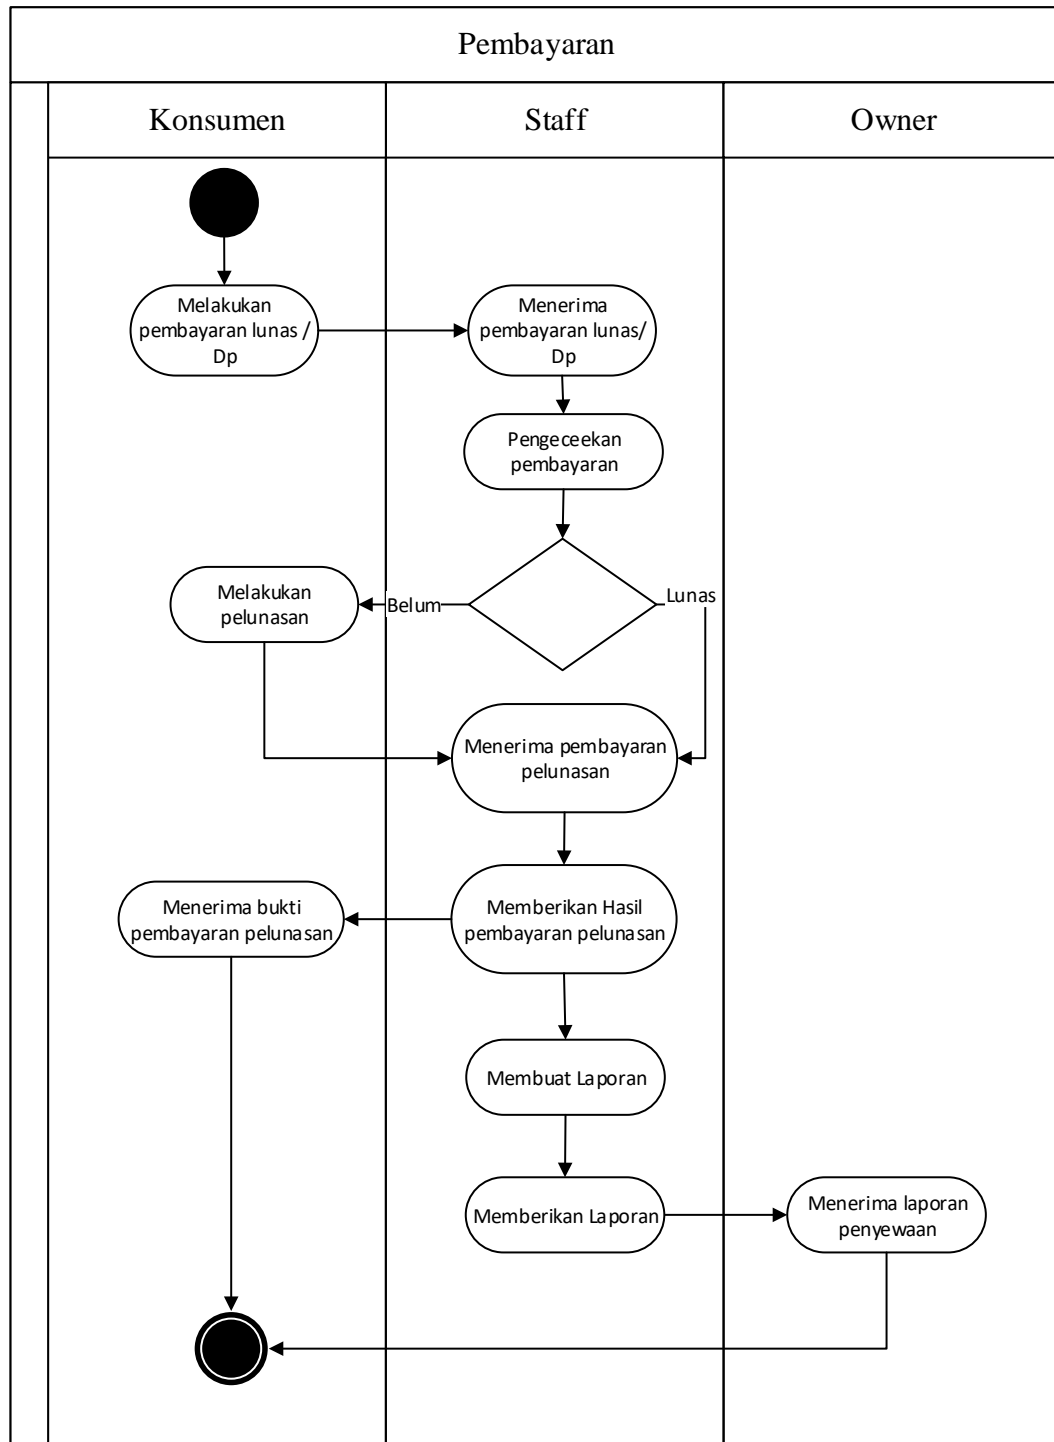 Pembayaran
Konsumen
Staff
Owner
Melakukan
pembayaran lunas /
Dp
Menerima
pembayaran lunas/
Dp
Pengeceekan
pembayaran
Melakukan
pelunasan
Belum
Lunas
Menerima pembayaran
pelunasan
Menerima bukti
pembayaran pelunasan
Memberikan Hasil
pembayaran pelunasan
Membuat Laporan
Memberikan Laporan
Menerima laporan
penyewaan